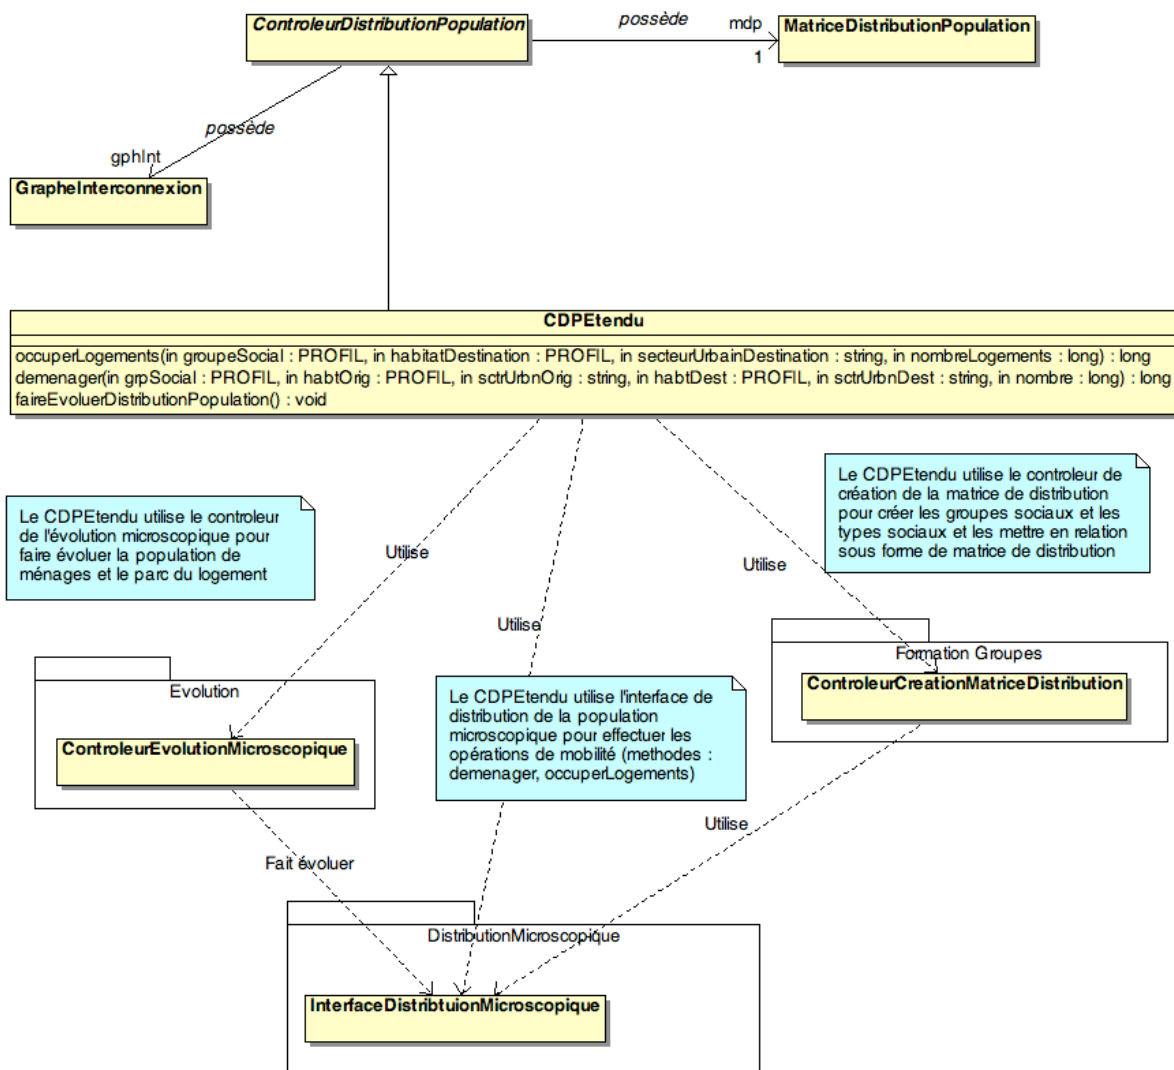 ControleurDistributionPopulation
possède
mdp
1
MatriceDistributionPopulation
possède
gphInt
GrapheInterconnexion
CDPEtendu
occuperLogements(in groupeSocial : PROFIL, in habitatDestination : PROFIL, in secteurUrbainDestination : string, in nombreLogements : long) : long
demenager(in grpSocial : PROFIL, in habtOrig : PROFIL, in sctrUrbnOrig : string, in habtDest : PROFIL, in sctrUrbnDest : string, in nombre : long) : long
faireEvoluerDistributionPopulation() : void
Le CDPEtendu utilise le controleur
de l'évolution microscopique pour
faire évoluer la population de
ménages et le parc du logement
Utilise
Le CDPEtendu utilise le controleur de
création de la matrice de distribution
pour créer les groupes sociaux et les
types sociaux et les mettre en relation
sous forme de matrice de distribution
Utilise
Utilise
Evolution
ControleurEvolutionMicroscopique
Le CDPEtendu utilise l'interface de
distribution de la population
microscopique pour effectuer les
opérations de mobilité (methodes :
demenager, occuperLogements)
Formation Groupes
ControleurCreationMatriceDistribution
Utilise
Fait évoluer
DistributionMicroscopique
InterfaceDistribtuionMicroscopique